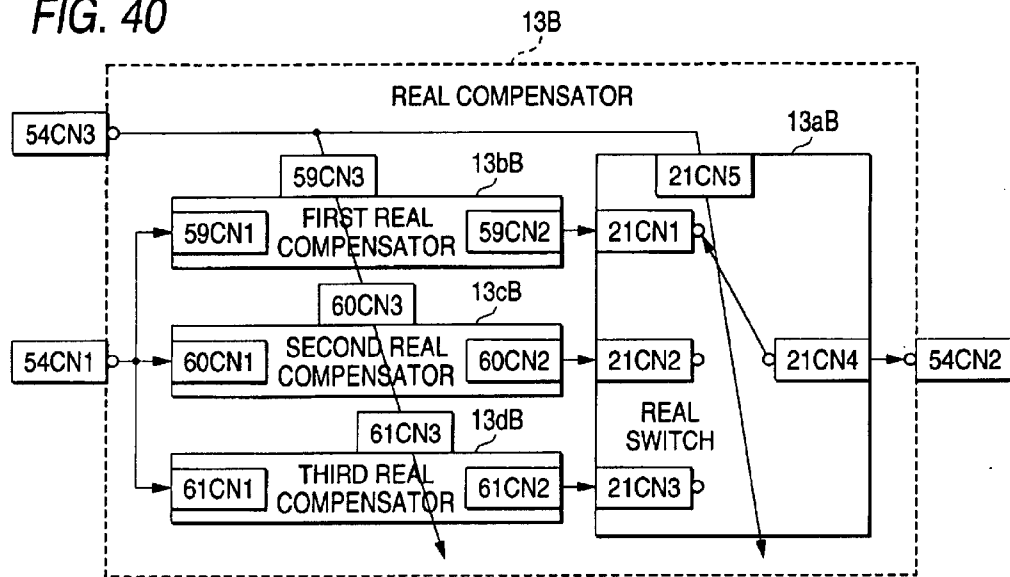 FIG. 40
13B
REAL COMPENSATOR
54CN3
13aB
59CN3
13bB
21CN5
59CN1
FIRST REAL
COMPENSATOR
59CN2
21CN1
60CN3
13cB
54CN1
60CN1
SECOND REAL
COMPENSATOR
60CN2
21CN2
21CN4
54CN2
61CN3
13dB
REAL
SWITCH
61CN1
THIRD REAL
COMPENSATOR
61CN2
21CN3